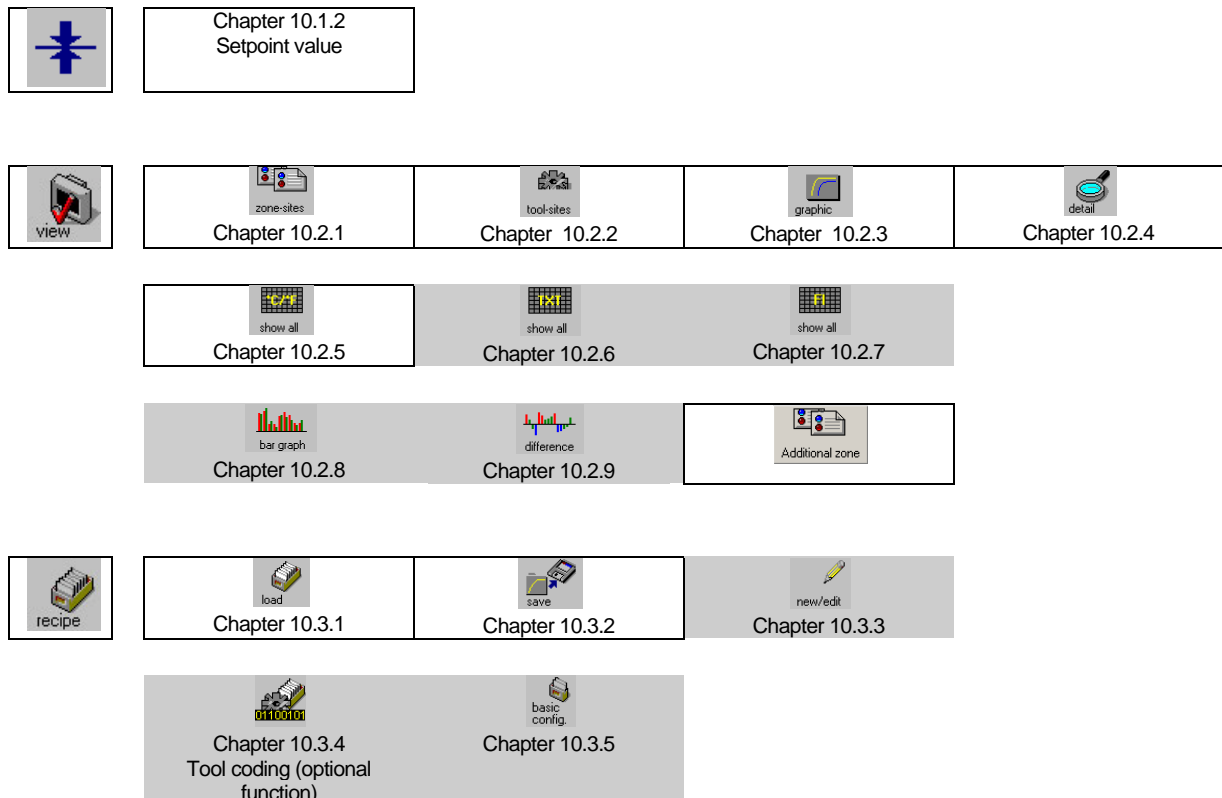 Chapter 10.1.2
Setpoint value
view
zone-sites
Chapter 10.2.1
tool-sites
Chapter 10.2.2
graphic
Chapter 10.2.3
detail
Chapter 10.2.4
°C/°F
show all
Chapter 10.2.5
TXT
show all
Chapter 10.2.6
show all
Chapter 10.2.7
bar graph
Chapter 10.2.8
difference
Chapter 10.2.9
Additional zone
recipe
load
Chapter 10.3.1
save
Chapter 10.3.2
new/edit
Chapter 10.3.3
01100101
Chapter 10.3.4
Tool coding (optional
function)
basic
config.
Chapter 10.3.5